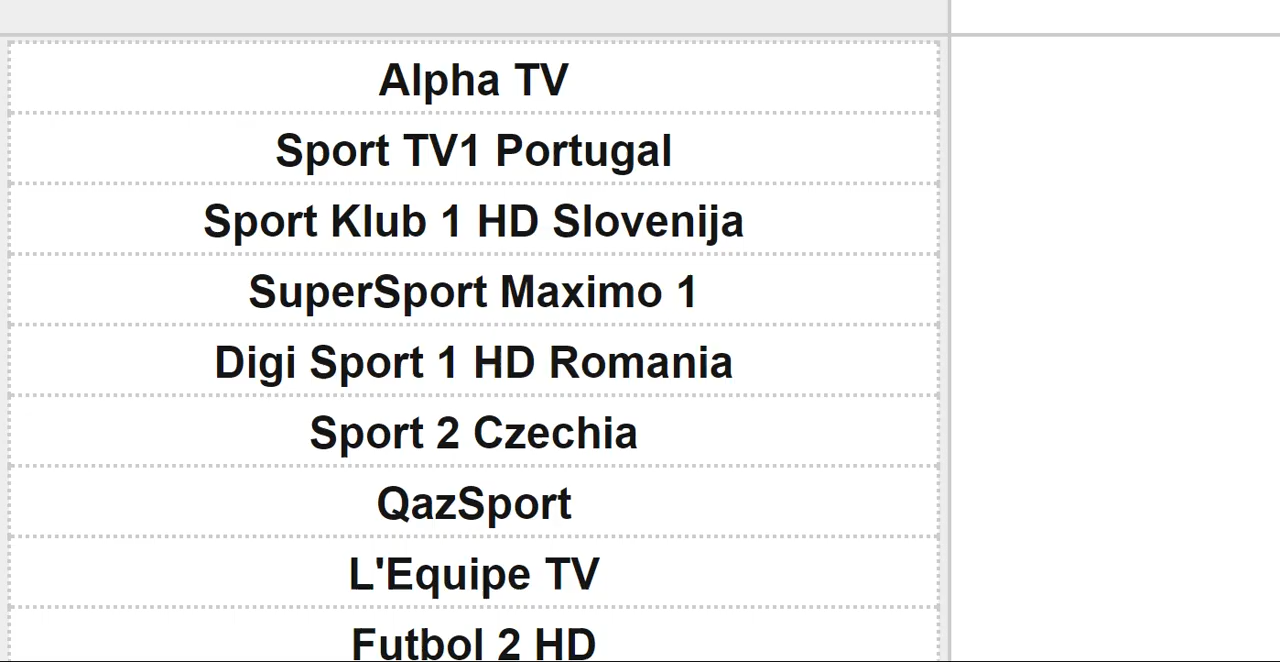 Alpha TV
Sport TV1 Portugal
Sport Klub 1 HD Slovenija
SuperSport Maximo 1
Digi Sport 1 HD Romania
Sport 2 Czechia
QazSport
L'Equipe TV
Futbol 2 HD